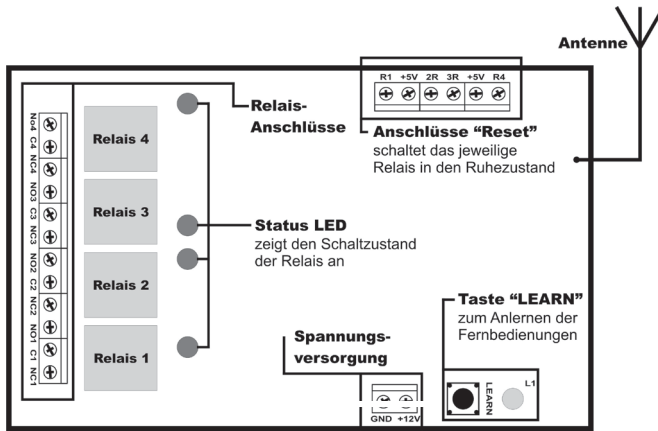 Antenne
R1 +5V 2R 3R +5V R4
Relais-
Anschlüsse
Anschlüsse “Reset”
schaltet das jeweilige
Relais in den Ruhezustand
No4 C4 NC4 NO3 C3 NC3 NO2 C2 NC2 NO1 C1 NC1
Relais 4
Relais 3
Relais 2
Relais 1
Status LED
zeigt den Schaltzustand
der Relais an
Spannungs-
versorgung
GND +12V
Taste “LEARN”
zum Anlernen der
Fernbedienungen
LEARN
L1